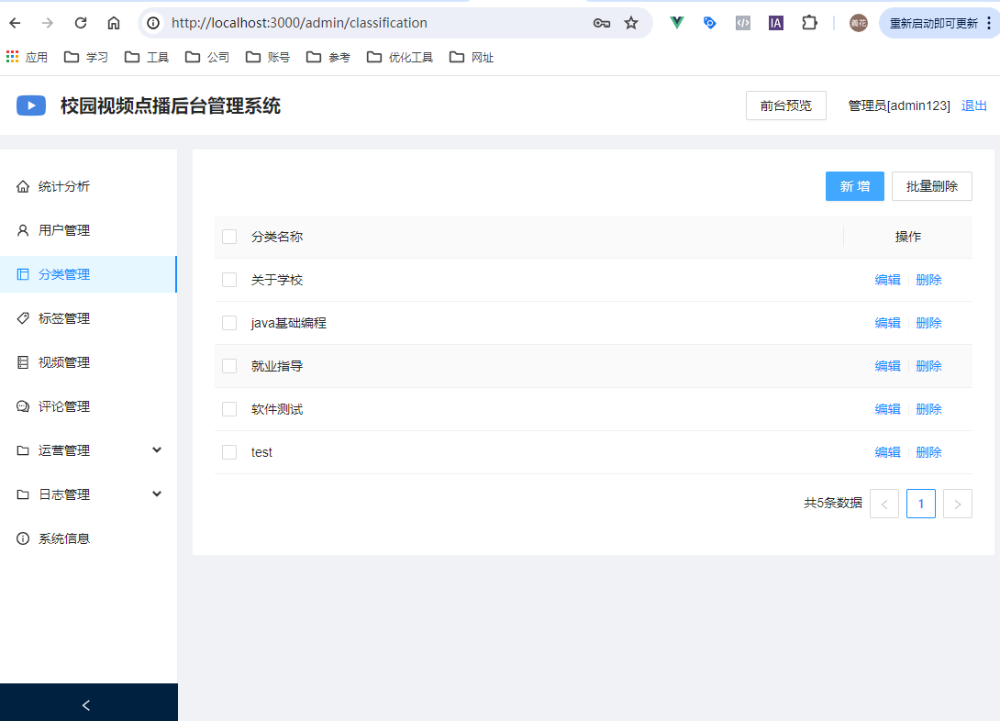 http://localhost:3000/admin/classification
IA
義花
重新启动即可更新
应用 学习 工具 公司 账号 参考 优化工具 网址
校园视频点播后台管理系统
前台预览 管理员[admin123] 退出
统计分析
用户管理
分类管理
标签管理
视频管理
评论管理
运营管理
日志管理
系统信息
新 增 批量删除
分类名称 操作
关于学校 编辑 删除
java基础编程 编辑 删除
就业指导 编辑 删除
软件测试 编辑 删除
test 编辑 删除
共5条数据 < 1 >